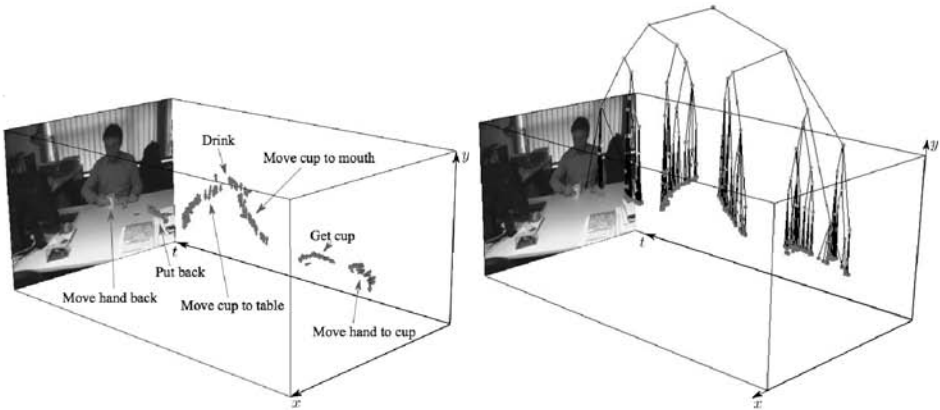 Drink
Move cup to mouth
Get cup
Put back
Move hand back
Move cup to table
Move hand to cup
t
y
x
t
y
x